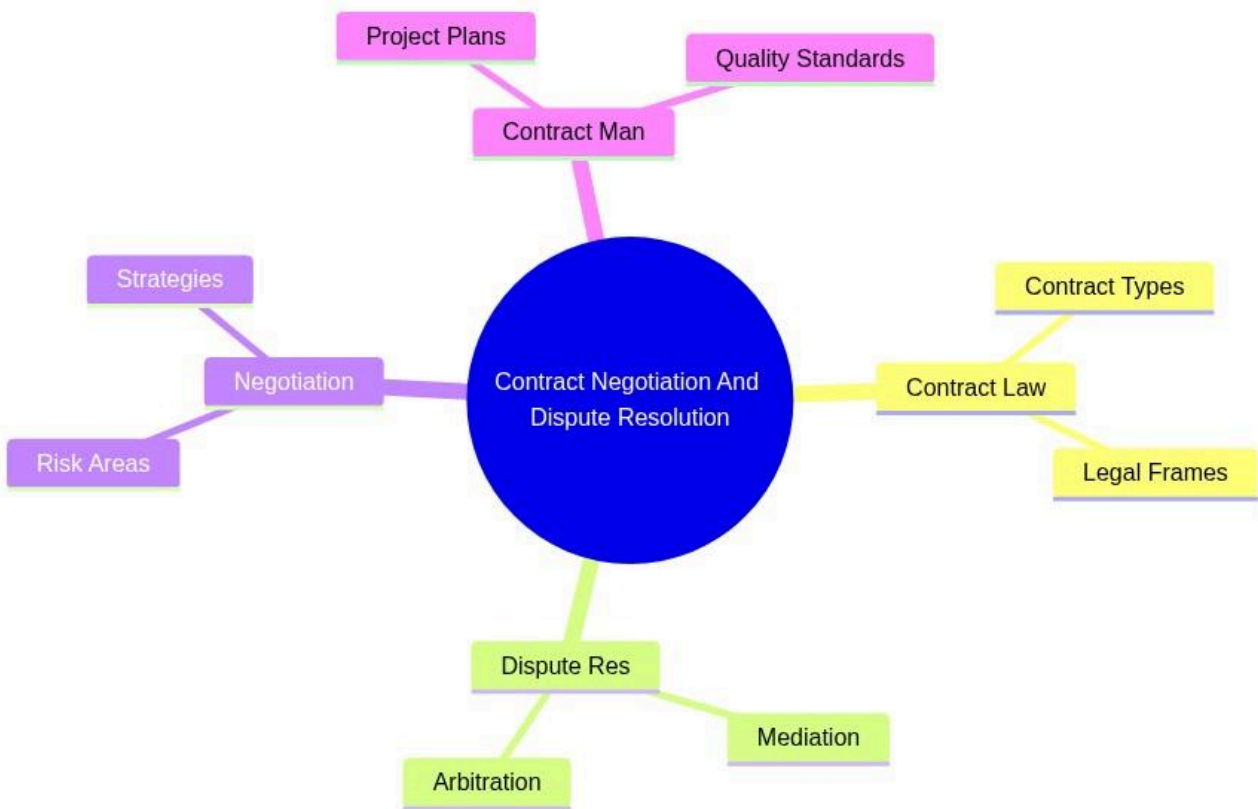 Project Plans
Quality Standards
Contract Man
Strategies
Contract Types
Negotiation
Contract Negotiation And
Dispute Resolution
Contract Law
Risk Areas
Legal Frames
Dispute Res
Mediation
Arbitration